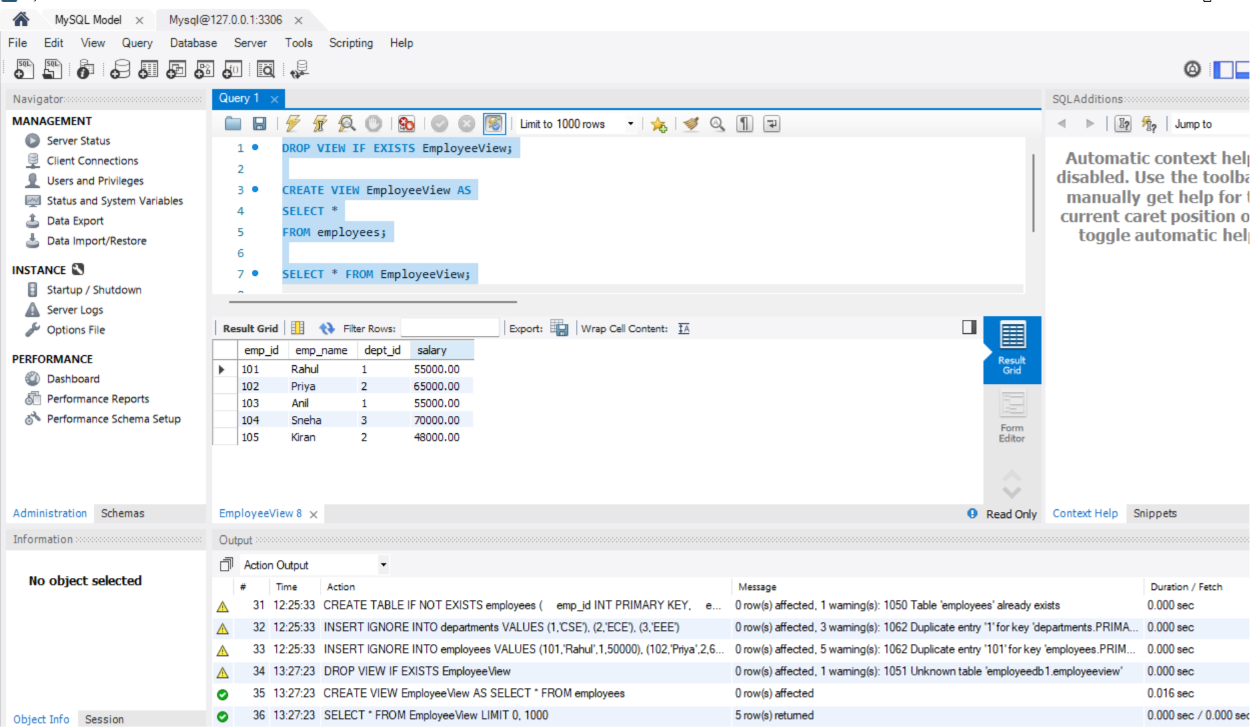 MySQL Model × Mysql@127.0.0.1:3306 ×
File Edit View Query Database Server Tools Scripting Help
Navigator
MANAGEMENT
Server Status
Client Connections
Users and Privileges
Status and System Variables
Data Export
Data Import/Restore
INSTANCE
Startup / Shutdown
Server Logs
Options File
PERFORMANCE
Dashboard
Performance Reports
Performance Schema Setup
Administration Schemas
Information
No object selected
Object Info Session
Query 1 ×
Limit to 1000 rows
1 DROP VIEW IF EXISTS EmployeeView;
2
3 CREATE VIEW EmployeeView AS
4 SELECT *
5 FROM employees;
6
7 SELECT * FROM EmployeeView;
Result Grid Filter Rows: Export: Wrap Cell Content:
emp_id emp_name dept_id salary
101 Rahul 1 55000.00
102 Priya 2 65000.00
103 Anil 1 55000.00
104 Sneha 3 70000.00
105 Kiran 2 48000.00
Result
Grid
Form
Editor
EmployeeView 8 × Read Only
SQLAdditions
Jump to
Automatic context help
disabled. Use the toolba
manually get help for
current caret position o
toggle automatic help
Context Help Snippets
Output
Action Output
# Time Action Message Duration / Fetch
31 12:25:33 CREATE TABLE IF NOT EXISTS employees ( emp_id INT PRIMARY KEY, e... 0 row(s) affected, 1 warning(s): 1050 Table 'employees' already exists 0.000 sec
32 12:25:33 INSERT IGNORE INTO departments VALUES (1,'CSE'), (2,'ECE'), (3,'EEE') 0 row(s) affected, 3 warning(s): 1062 Duplicate entry '1' for key 'departments.PRIMA... 0.000 sec
33 12:25:33 INSERT IGNORE INTO employees VALUES (101,'Rahul',1,50000), (102,'Priya',2,6... 0 row(s) affected, 5 warning(s): 1062 Duplicate entry '101' for key 'employees.PRIM... 0.000 sec
34 13:27:23 DROP VIEW IF EXISTS EmployeeView 0 row(s) affected, 1 warning(s): 1051 Unknown table 'employeedb1.employeeview' 0.000 sec
35 13:27:23 CREATE VIEW EmployeeView AS SELECT * FROM employees 0 row(s) affected 0.016 sec
36 13:27:23 SELECT * FROM EmployeeView LIMIT 0, 1000 5 row(s) returned 0.000 sec / 0.000 sec